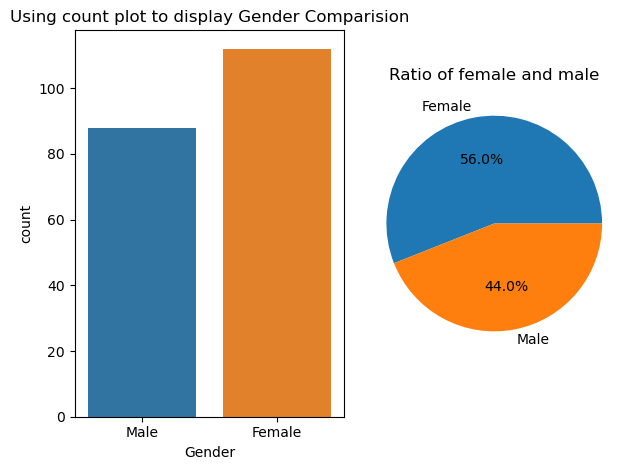 Using count plot to display Gender Comparision
100
80
60
40
20
0
count
Male
Female
Gender
Ratio of female and male
Female
56.0%
44.0%
Male